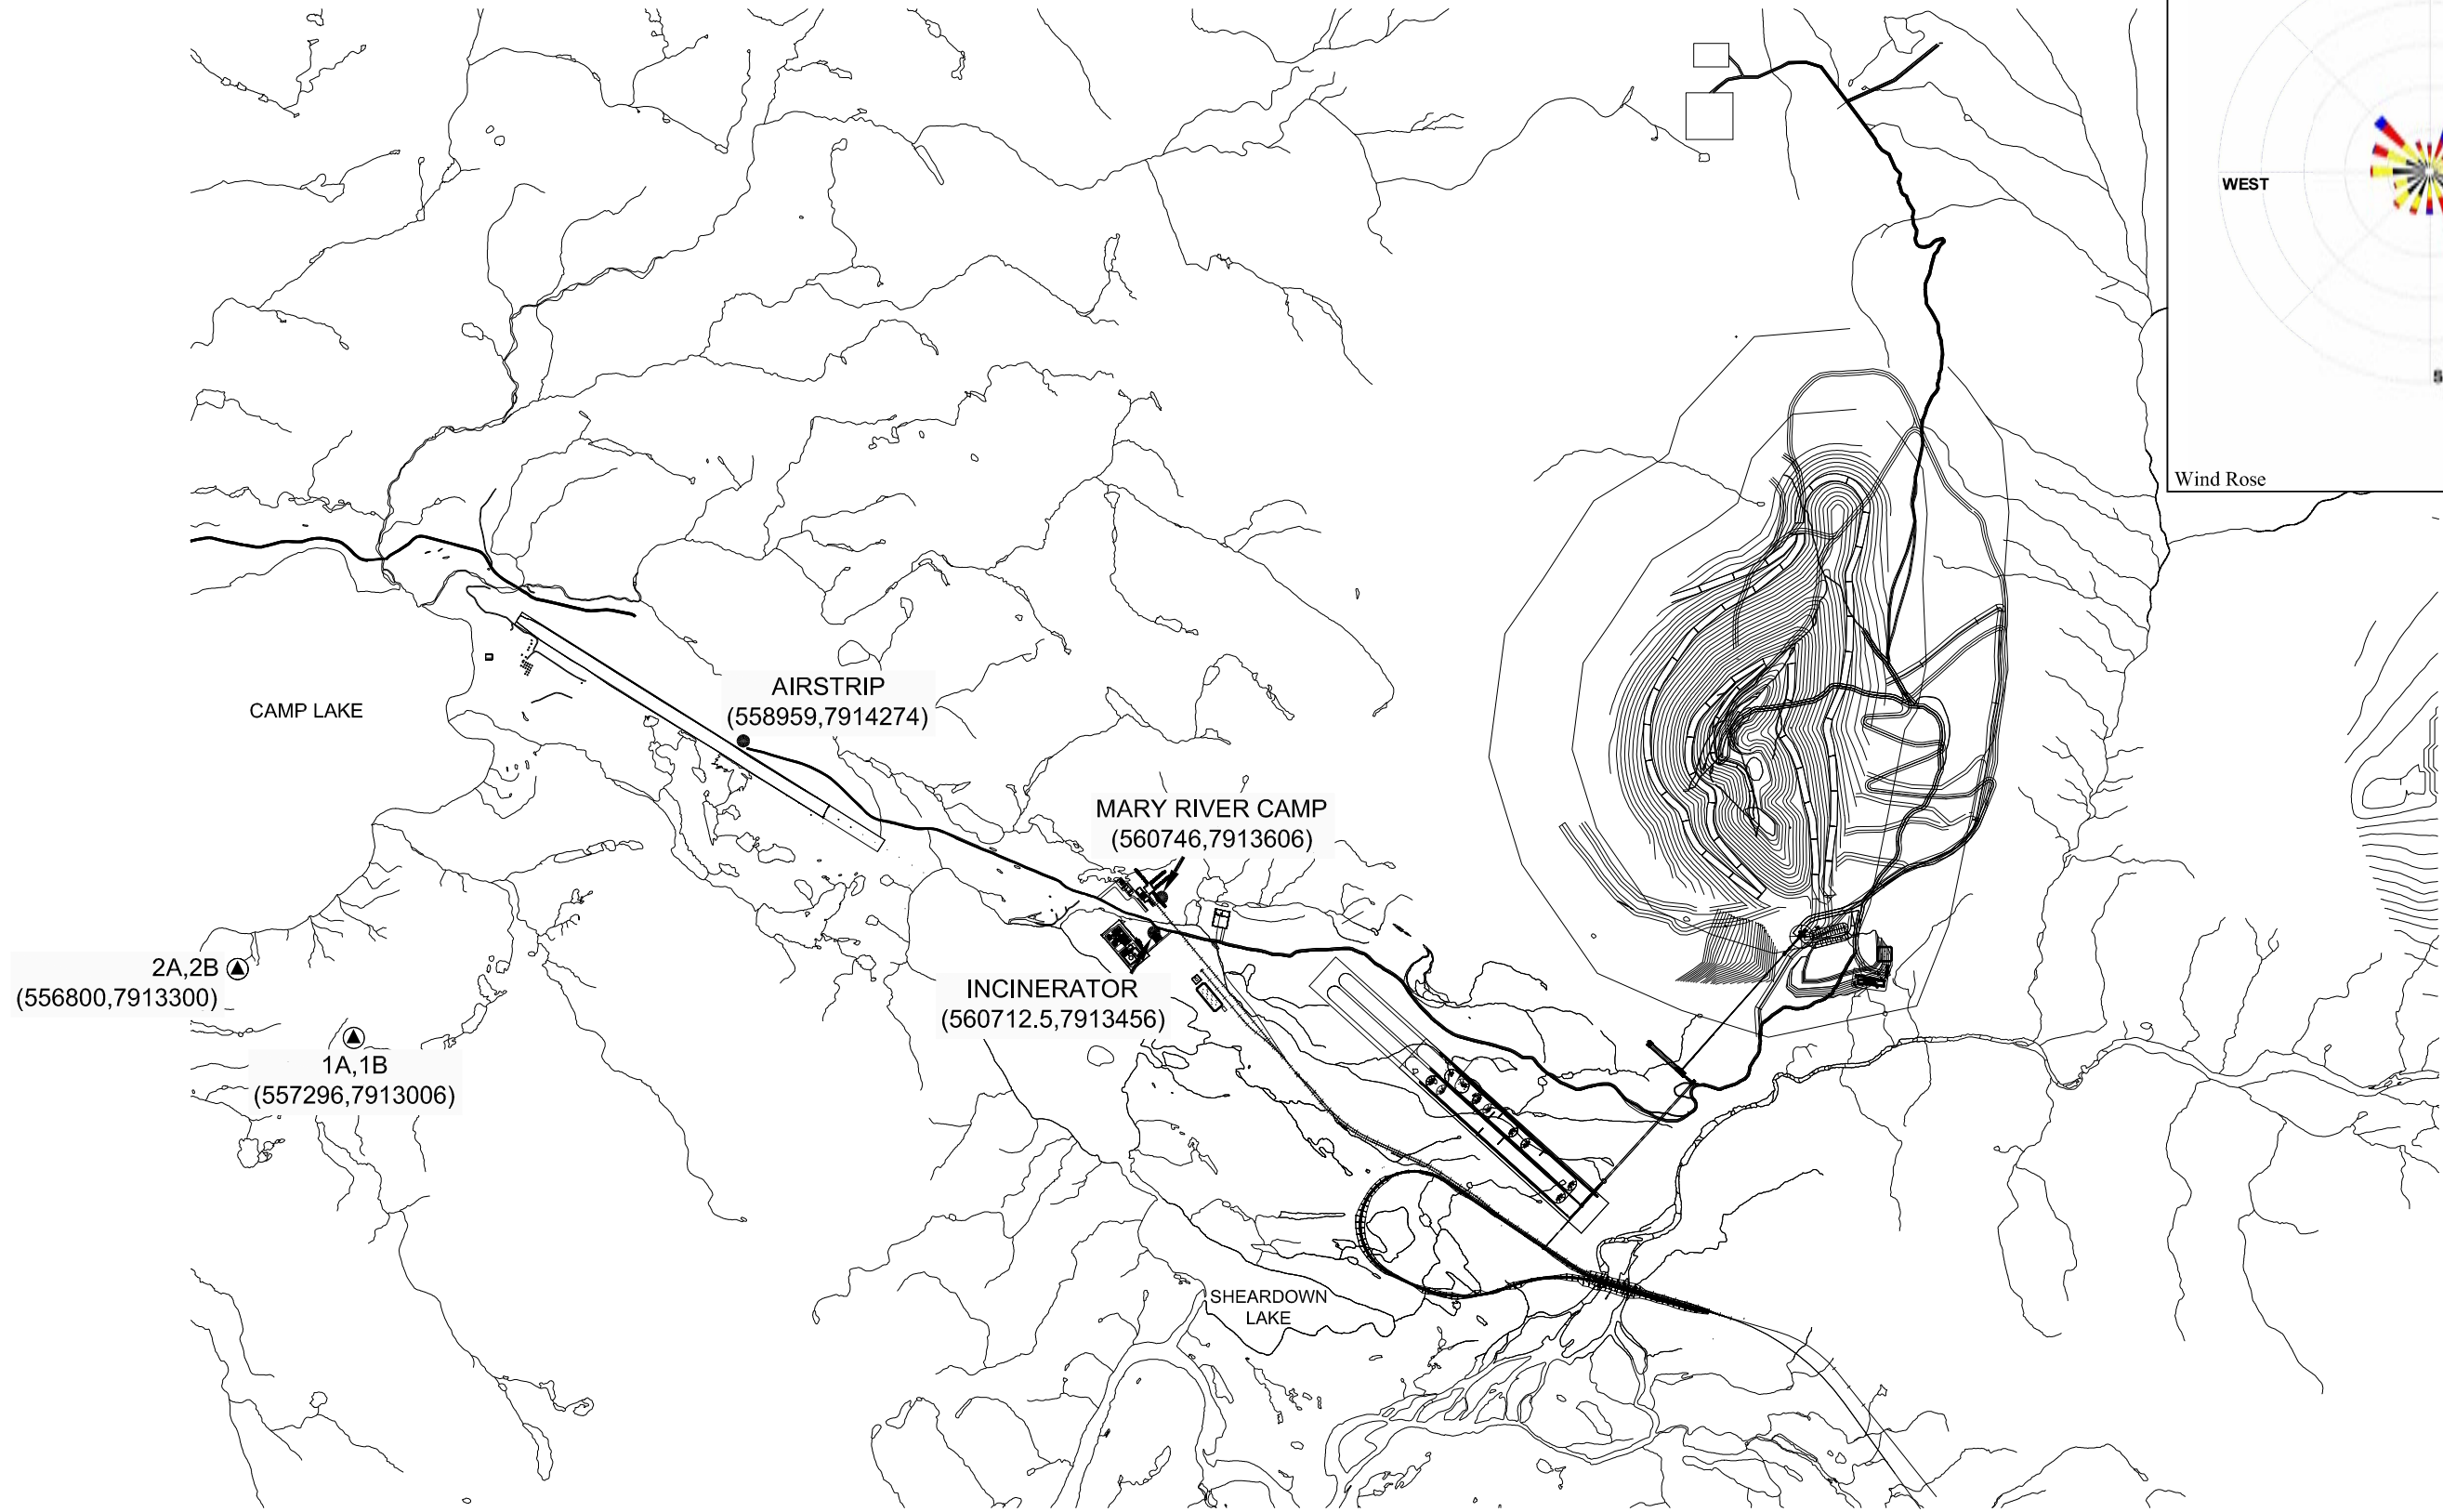 WEST
Wind Rose
AIRSTRIP
(558959,7914274)
CAMP LAKE
MARY RIVER CAMP
(560746,7913606)
2A,2B
(556800,7913300)
INCINERATOR
(560712.5,7913456)
1A,1B
(557296,7913006)
SHEARDOWN
LAKE